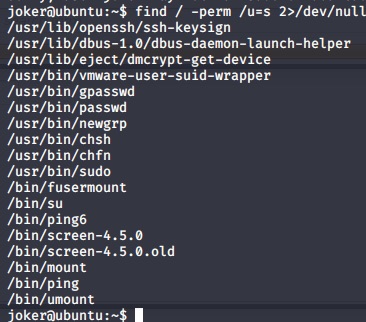 joker@ubuntu:~$ find / -perm /u=s 2>/dev/null
/usr/lib/openssh/ssh-keysign
/usr/lib/dbus-1.0/dbus-daemon-launch-helper
/usr/lib/eject/dmcrypt-get-device
/usr/bin/vmware-user-suid-wrapper
/usr/bin/gpasswd
/usr/bin/passwd
/usr/bin/newgrp
/usr/bin/chsh
/usr/bin/chfn
/usr/bin/sudo
/bin/fusermount
/bin/su
/bin/ping6
/bin/screen-4.5.0
/bin/screen-4.5.0.old
/bin/mount
/bin/ping
/bin/umount
joker@ubuntu:~$